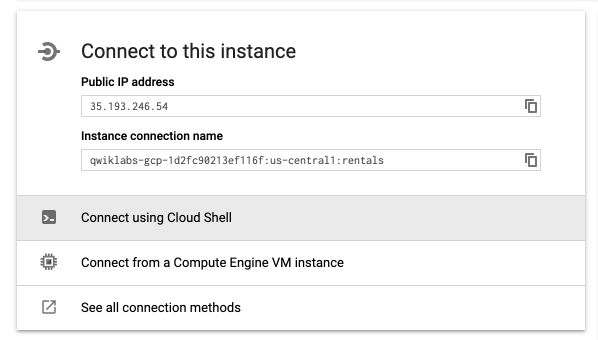 Connect to this instance
Public IP address
35.193.246.54
Instance connection name
qwiklabs-gcp-1d2fc90213ef116f:us-central1:rentals
Connect using Cloud Shell
Connect from a Compute Engine VM instance
See all connection methods